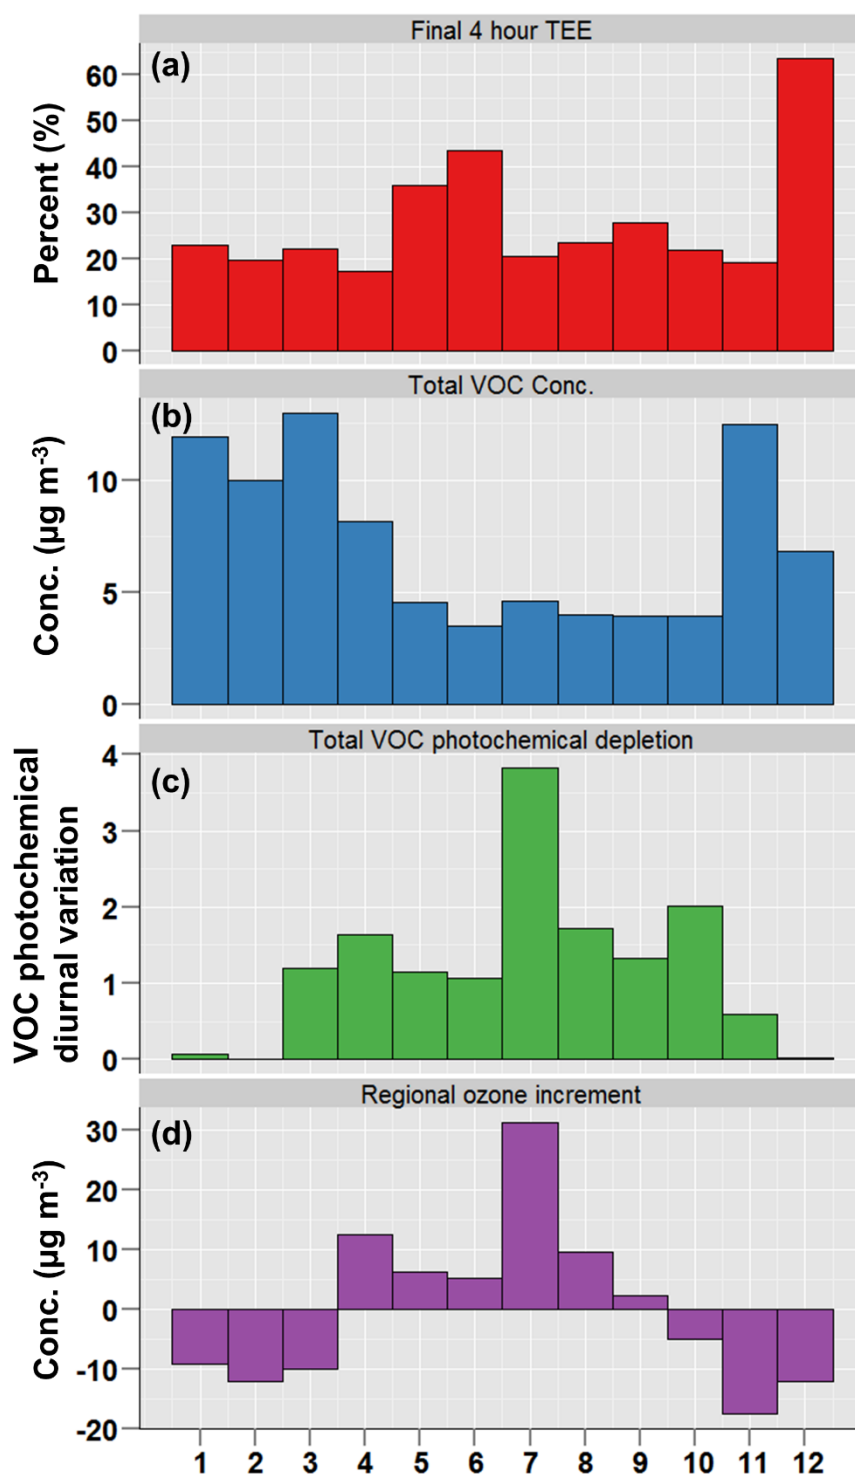 Final 4 hour TEE
(a)
Percent (%)
60
50
40
30
20
10
0
Total VOC Conc.
(b)
Conc. (µg m-3)
10
5
0
Total VOC photochemical depletion
(c)
VOC photochemical
diurnal variation
4
3
2
1
0
Regional ozone increment
(d)
Conc. (µg m-3)
30
20
10
0
-10
-20
1 2 3 4 5 6 7 8 9 10 11 12